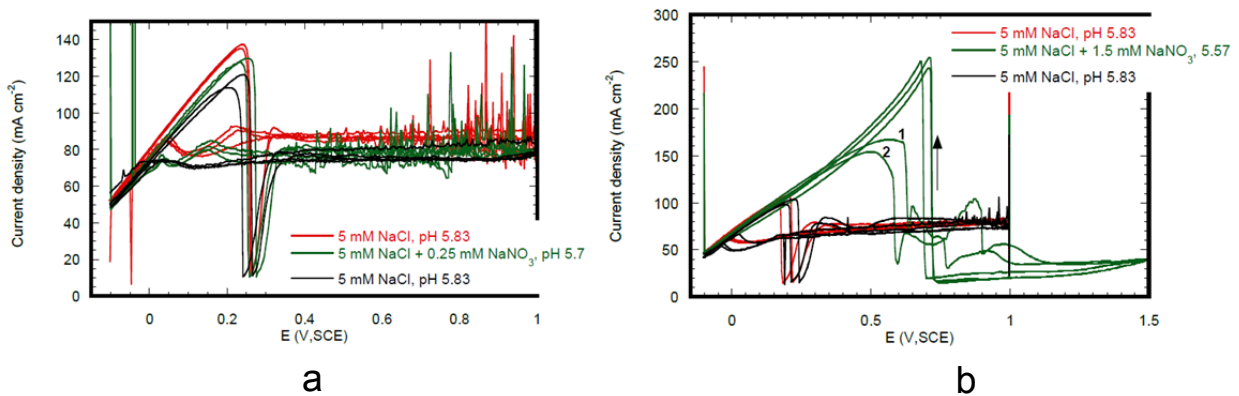 140
120
100
80
60
40
20
0
Current density (mA cm⁻²)
5 mM NaCl, pH 5.83
5 mM NaCl + 0.25 mM NaNO₃, pH 5.7
5 mM NaCl, pH 5.83
0 0.2 0.4 0.6 0.8 1
E (V,SCE)
a
300
250
200
150
100
50
0
Current density (mA cm⁻²)
5 mM NaCl, pH 5.83
5 mM NaCl + 1.5 mM NaNO₃, 5.57
5 mM NaCl, pH 5.83
1
2
0 0.5 1 1.5
E (V,SCE)
b